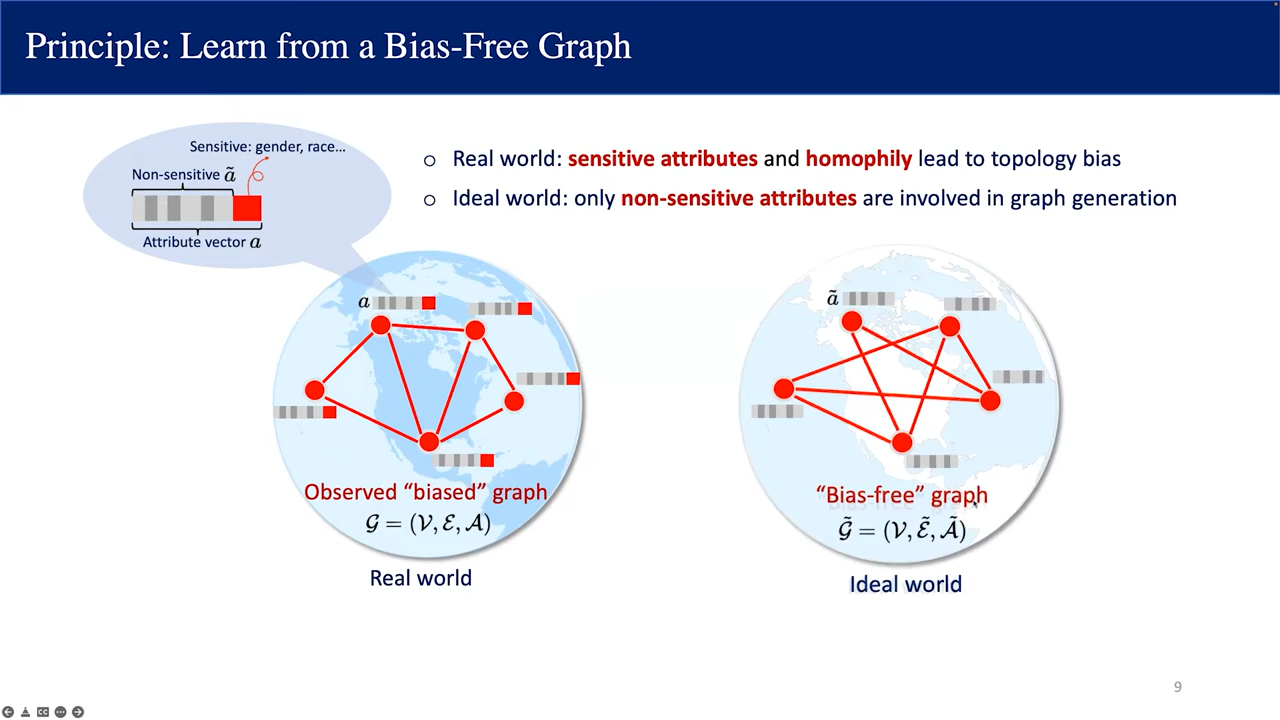 Principle: Learn from a Bias-Free Graph
Sensitive: gender, race...
Non-sensitive ã
Attribute vector a
○ Real world: sensitive attributes and homophily lead to topology bias
○ Ideal world: only non-sensitive attributes are involved in graph generation
a
ã
Observed “biased” graph
𝒢 = (𝒱, ℰ, 𝒜)
Real world
“Bias-free” graph
𝒢̃ = (𝒱, ℰ̃, 𝒜̃)
Ideal world
9